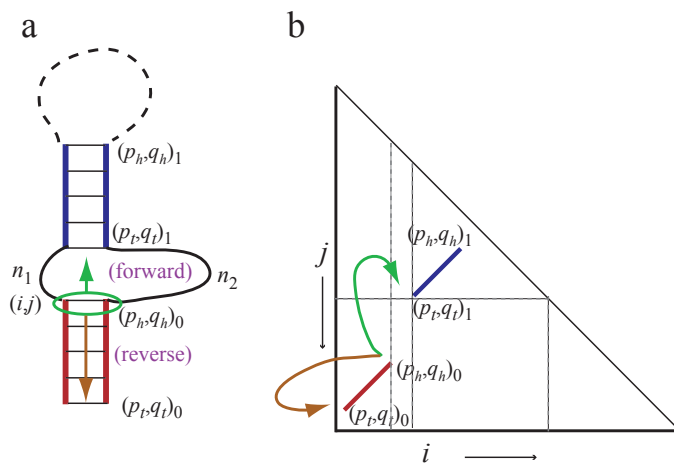 a
(p_h,q_h)_1
(p_t,q_t)_1
n_1
(forward)
n_2
(i,j)
(p_h,q_h)_0
(reverse)
(p_t,q_t)_0
b
j
(p_h,q_h)_1
(p_t,q_t)_1
(p_h,q_h)_0
(p_t,q_t)_0
i